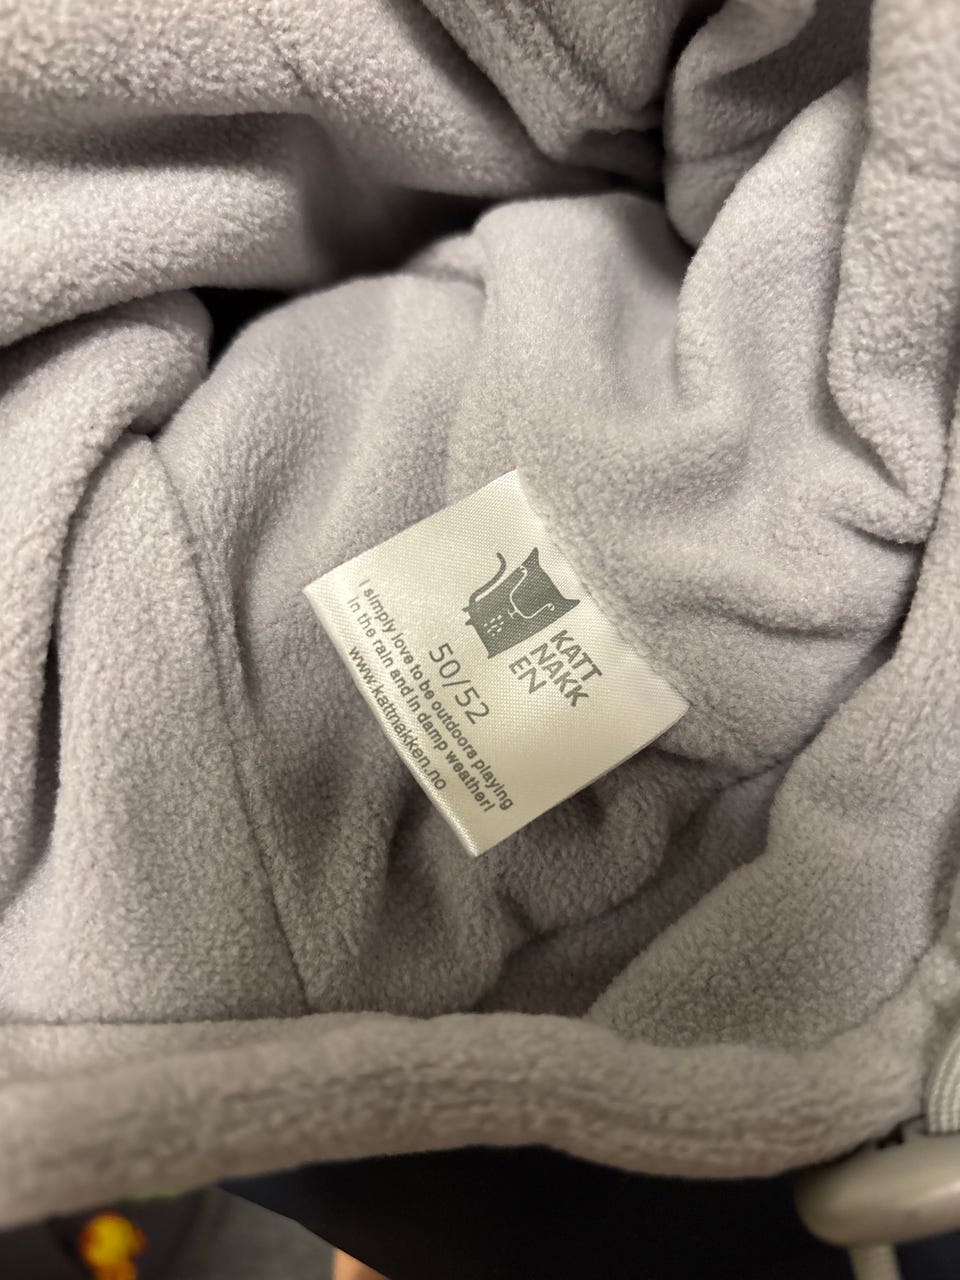 KATT
NAKK
EN
50/52
I simply love to be outdoors playing
in the rain and in damp weather!
www.kattnakken.no